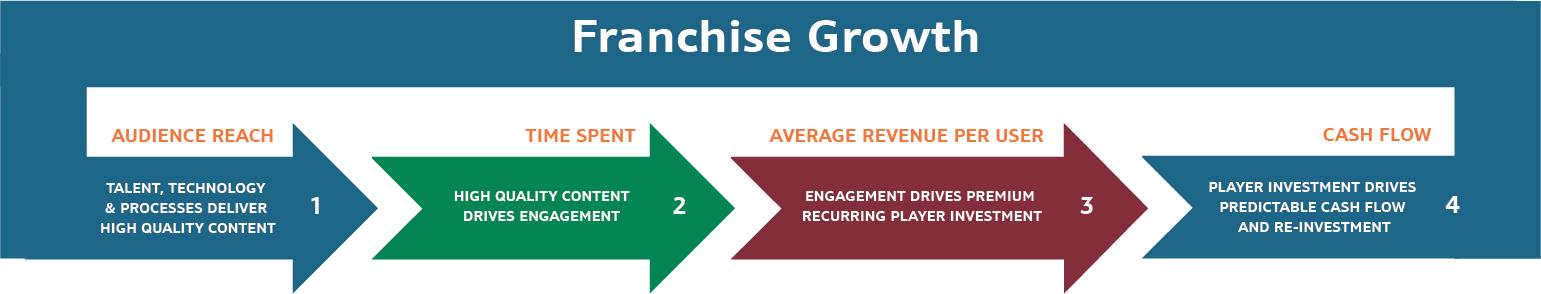 Franchise Growth
AUDIENCE REACH
TALENT, TECHNOLOGY
& PROCESSES DELIVER
HIGH QUALITY CONTENT
1
TIME SPENT
HIGH QUALITY CONTENT
DRIVES ENGAGEMENT
2
AVERAGE REVENUE PER USER
ENGAGEMENT DRIVES PREMIUM
RECURRING PLAYER INVESTMENT
3
CASH FLOW
PLAYER INVESTMENT DRIVES
PREDICTABLE CASH FLOW
AND RE-INVESTMENT
4